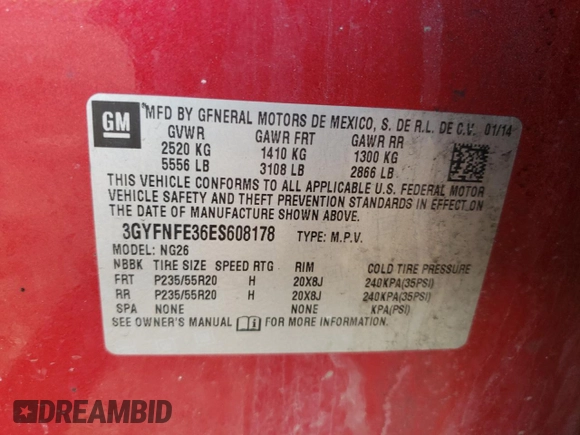 GM
MFD BY GENERAL MOTORS DE MEXICO, S. DE R.L. DE C.V. 01/14
GVWR GAWR FRT GAWR RR
2520 KG 1410 KG 1300 KG
5556 LB 3108 LB 2866 LB
THIS VEHICLE CONFORMS TO ALL APPLICABLE U.S. FEDERAL MOTOR
VEHICLE SAFETY AND THEFT PREVENTION STANDARDS IN EFFECT ON
THE DATE OF MANUFACTURE SHOWN ABOVE.
3GYFNFE36ES608178 TYPE: M.P.V.
MODEL: NG26
NBBK TIRE SIZE SPEED RTG RIM COLD TIRE PRESSURE
FRT P235/55R20 H 20X8J 240KPA(35PSI)
RR P235/55R20 H 20X8J 240KPA(35PSI)
SPA NONE NONE KPA(PSI)
SEE OWNER'S MANUAL FOR MORE INFORMATION.
DREAMBID